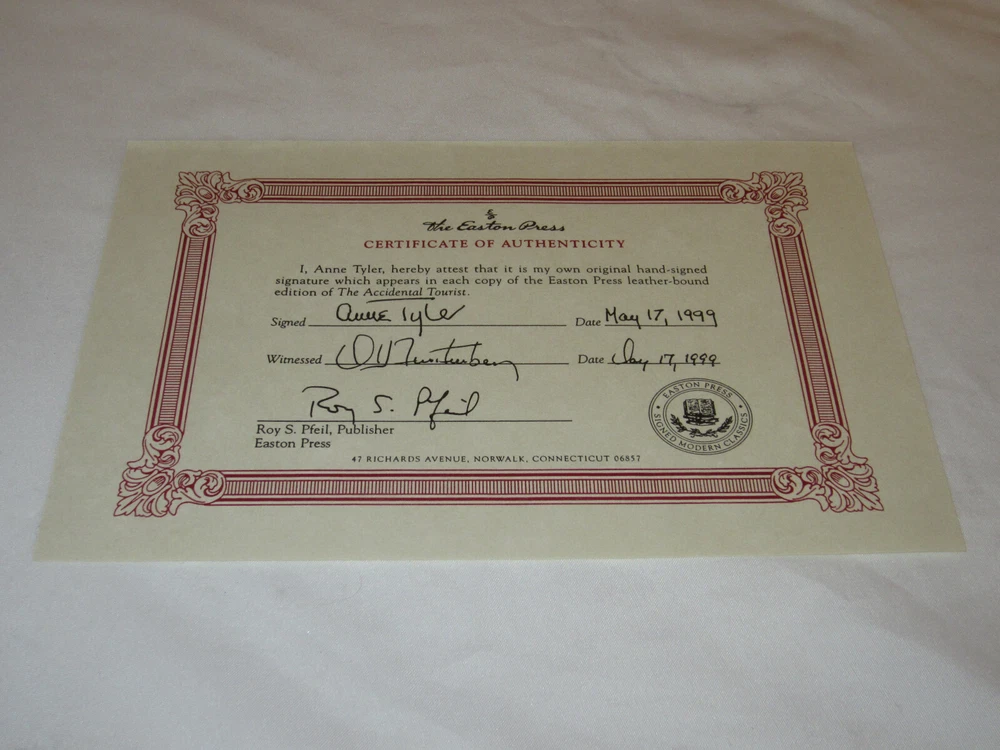 The Easton Press
CERTIFICATE OF AUTHENTICITY
I, Anne Tyler, hereby attest that it is my own original hand-signed
signature which appears in each copy of the Easton Press leather-bound
edition of The Accidental Tourist.
Signed Anne Tyler Date May 17, 1999
Witnessed Date May 17, 1999
Roy S. Pfeil
Roy S. Pfeil, Publisher
Easton Press
47 RICHARDS AVENUE, NORWALK, CONNECTICUT 06857
EASTON PRESS
SIGNED MODERN CLASSICS